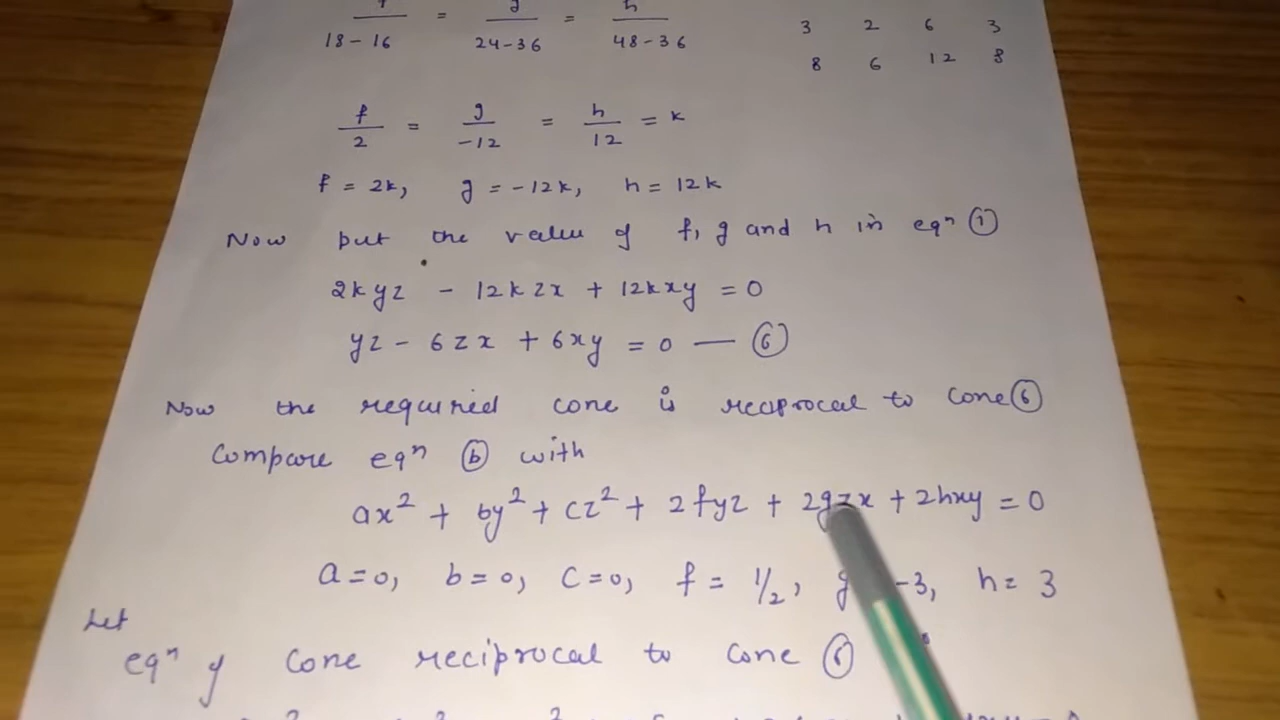 f/18-16 = g/24-36 = h/48-36
3 2 6 3
8 6 12 8
f/2 = g/-12 = h/12 = k
f = 2k, g = -12k, h = 12k
Now put the value of f, g and h in eqⁿ ①
2kyz - 12kzx + 12kxy = 0
yz - 6zx + 6xy = 0 — ⑥
Now the required cone is reciprocal to cone ⑥
Compare eqⁿ ⑥ with
ax² + by² + cz² + 2fyz + 2gzx + 2hxy = 0
a=0, b=0, c=0, f = 1/2, g -3, h = 3
Let
eqⁿ of cone reciprocal to cone ⑥